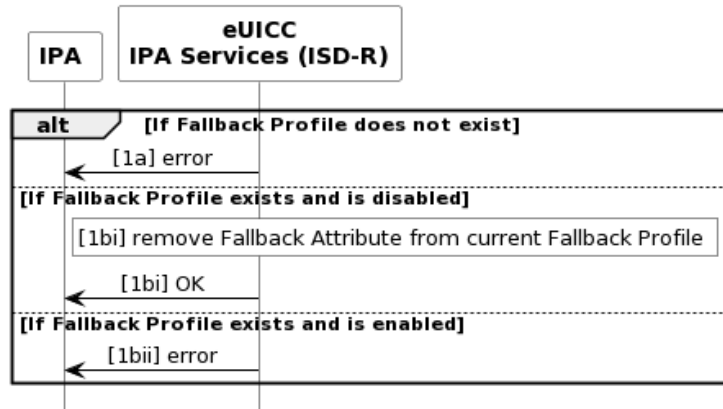 IPA
eUICC
IPA Services (ISD-R)
alt
[If Fallback Profile does not exist]
[1a] error
[If Fallback Profile exists and is disabled]
[1bi] remove Fallback Attribute from current Fallback Profile
[1bi] OK
[If Fallback Profile exists and is enabled]
[1bii] error